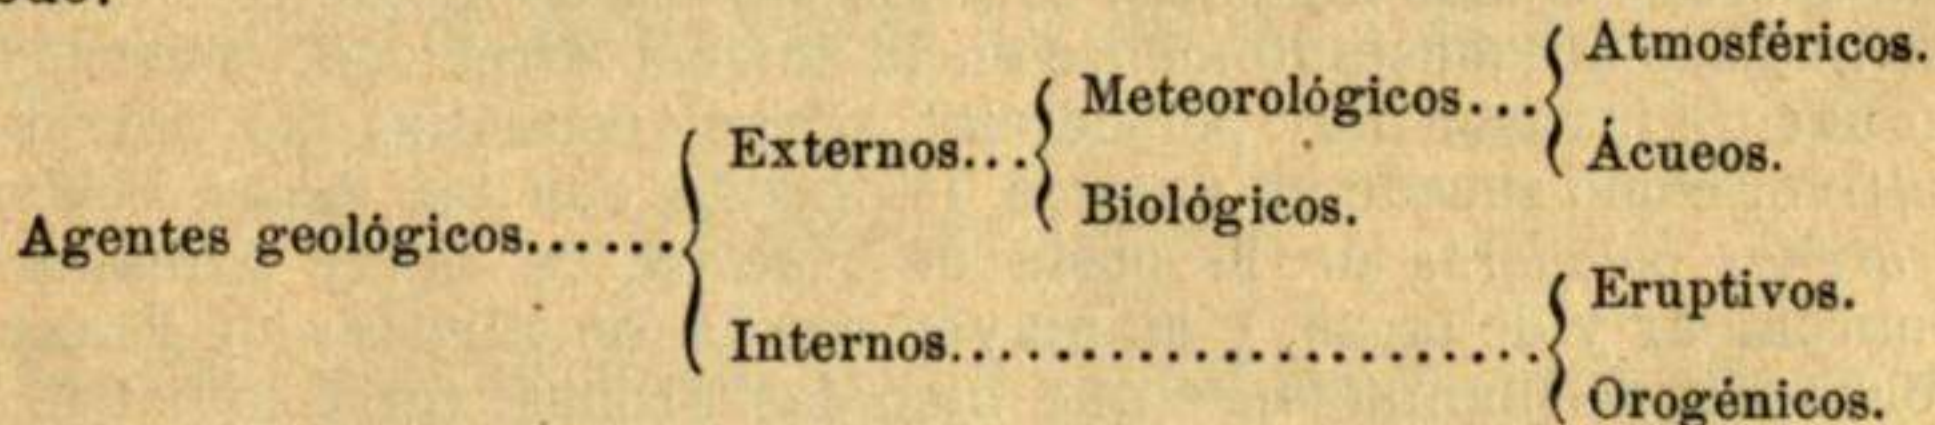 Atmosféricos.
Meteorológicos...
Externos...
Ácueos.
Biológicos.
Agentes geológicos......
Eruptivos.
Internos......................
Orogénicos.